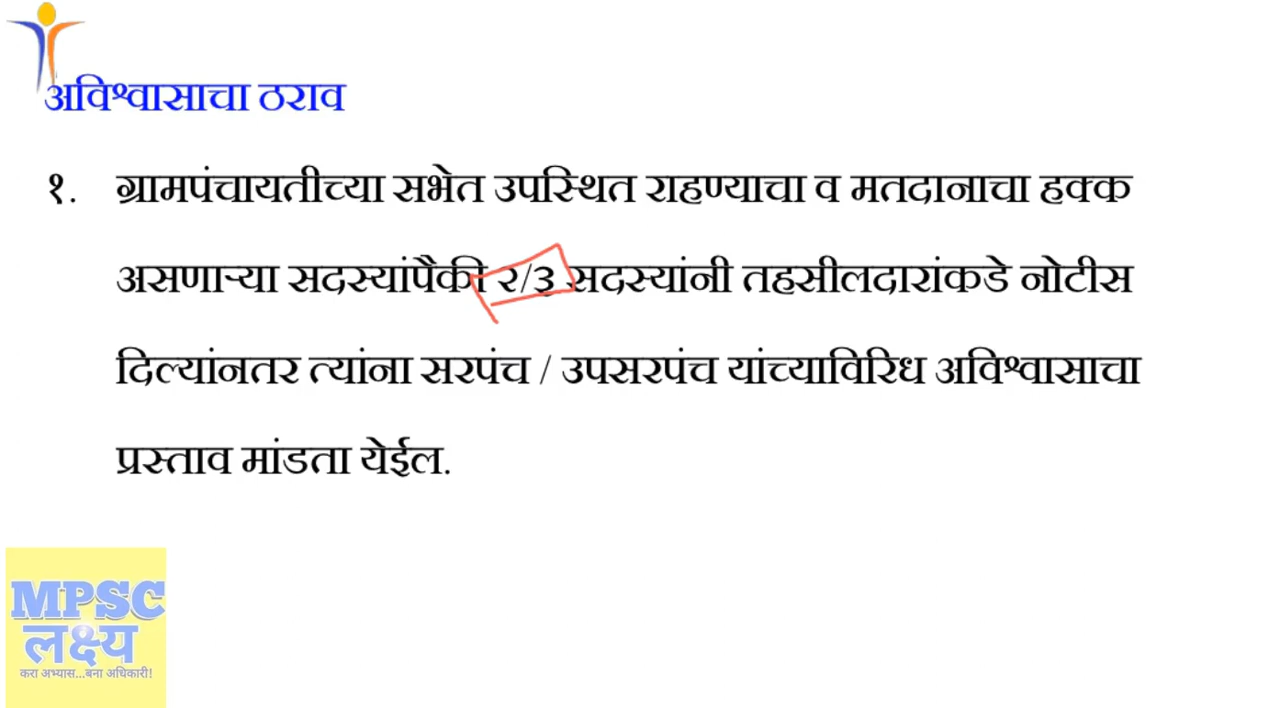 अविश्वासाचा ठराव
१. ग्रामपंचायतीच्या सभेत उपस्थित राहण्याचा व मतदानाचा हक्क
असणाऱ्या सदस्यांपैकी २/३ सदस्यांनी तहसीलदारांकडे नोटीस
दिल्यांनतर त्यांना सरपंच / उपसरपंच यांच्याविरिध अविश्वासाचा
प्रस्ताव मांडता येईल.
MPSC
लक्ष्य
करा अभ्यास...बना अधिकारी!